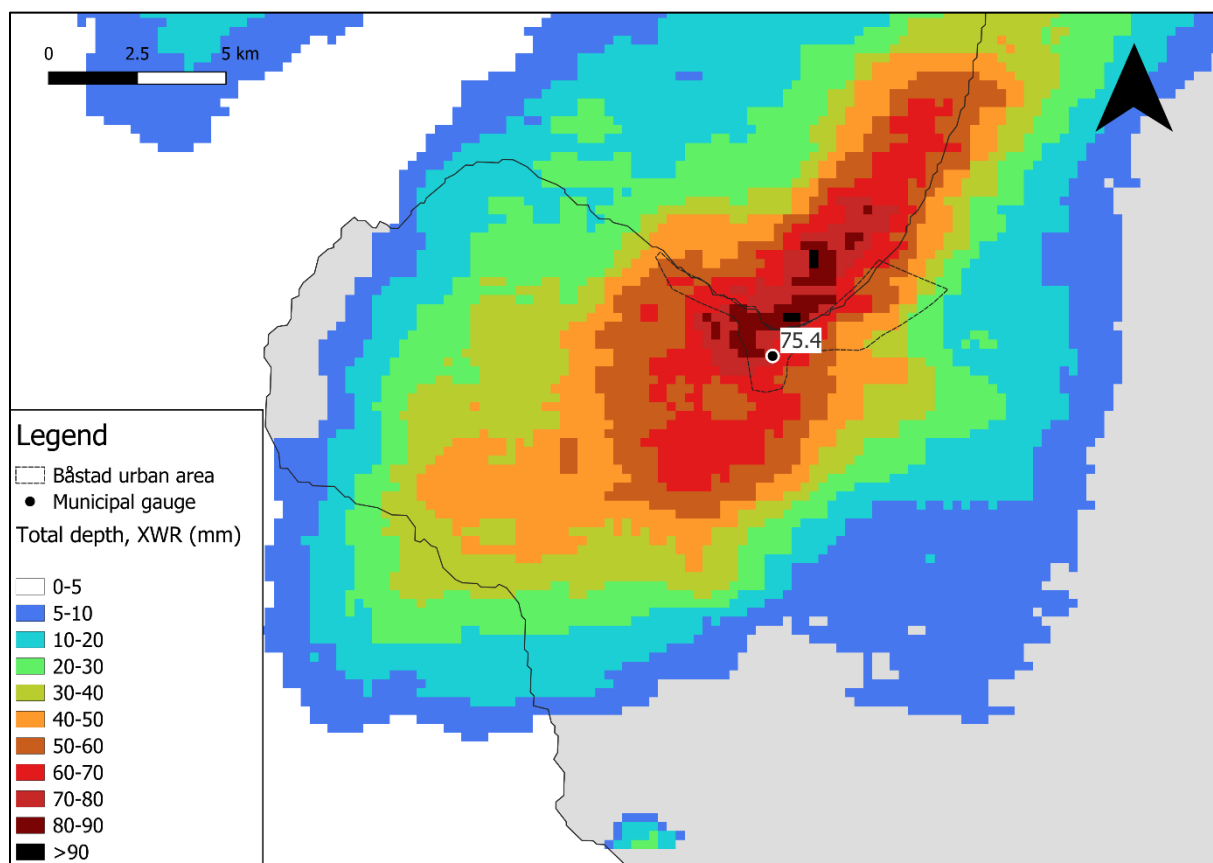 0 2.5 5 km
75.4
Legend
Båstad urban area
Municipal gauge
Total depth, XWR (mm)
0-5
5-10
10-20
20-30
30-40
40-50
50-60
60-70
70-80
80-90
>90